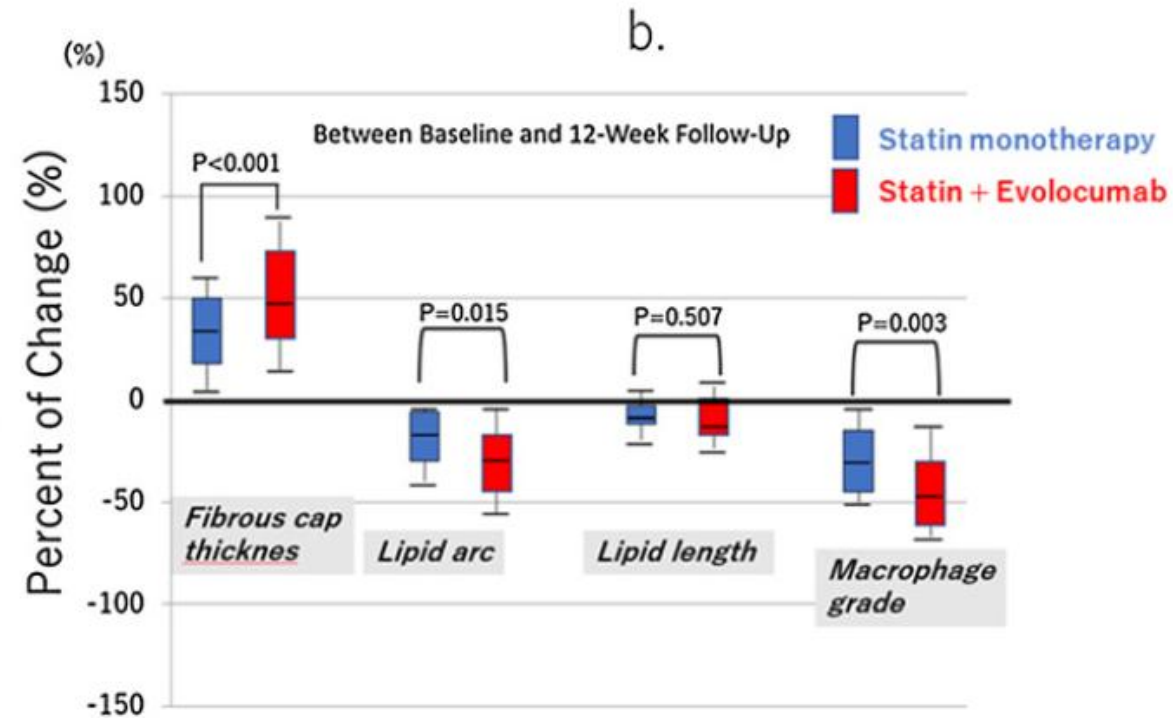 b.
(%)
150
Between Baseline and 12-Week Follow-Up
Statin monotherapy
P<0.001
Statin + Evolocumab
100
50
P=0.015
P=0.507
P=0.003
0
-50
Fibrous cap
thicknes
Lipid arc
Lipid length
Macrophage
grade
-100
-150
Percent of Change (%)